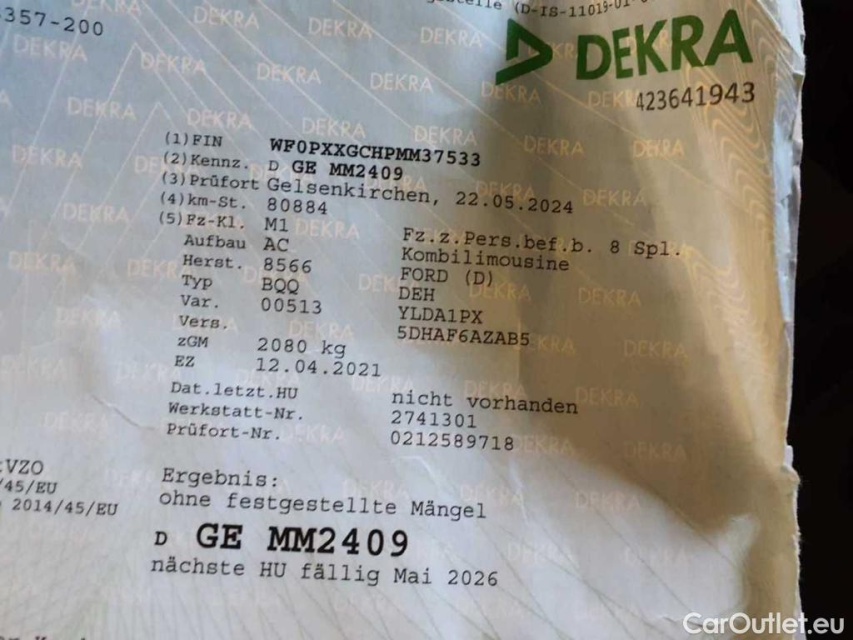 357-200
(D-IS-11019-01-
DEKRA
423641943
(1)FIN WF0PXXGCHPMM37533
(2)Kennz. D GE MM2409
(3)Prüfort Gelsenkirchen, 22.05.2024
(4)km-St. 80884
(5)Fz-Kl. M1 Fz.z.Pers.bef.b. 8 Spl.
Aufbau AC Kombilimousine
Herst. 8566 FORD (D)
Typ BQQ DEH
Var. 00513 YLDA1PX
Vers. 5DHAF6AZAB5
zGM 2080 kg
EZ 12.04.2021
Dat.letzt.HU nicht vorhanden
Werkstatt-Nr. 2741301
Prüfort-Nr. 0212589718
VZO
/45/EU
2014/45/EU
Ergebnis:
ohne festgestellte Mängel
D GE MM2409
nächste HU fällig Mai 2026
CarOutlet.eu